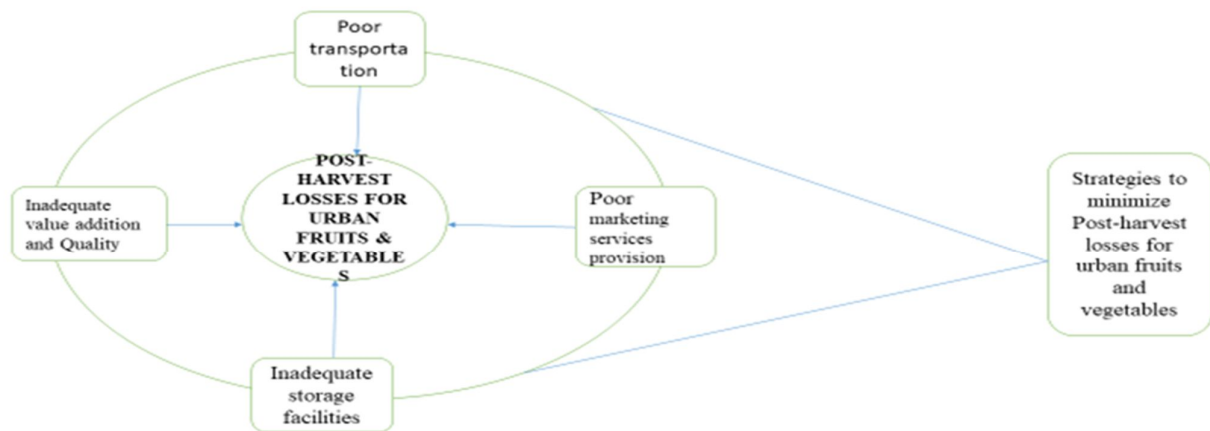 Poor
transporta
tion
POST-
HARVEST
LOSSES FOR
URBAN
FRUITS &
VEGETABLE
S
Inadequate
value addition
and Quality
Poor
marketing
services
provision
Inadequate
storage
facilities
Strategies to
minimize
Post-harvest
losses for
urban fruits
and
vegetables